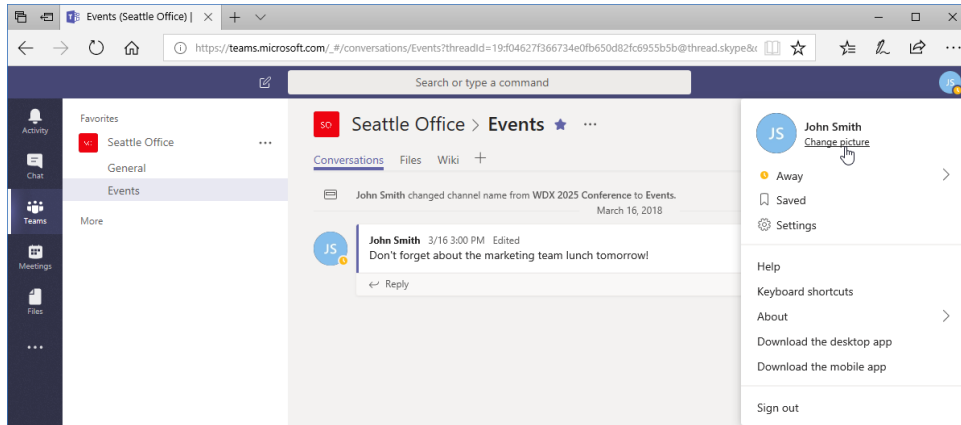 Events (Seattle Office) |
https://teams.microsoft.com/_#/conversations/Events?threadId=19:f04627f366734e0fb650d82fc6955b5b@thread.skype&c
Search or type a command
JS
Activity
Chat
Teams
Meetings
Files
Favorites
Seattle Office
General
Events
More
SO
Seattle Office > Events
Conversations Files Wiki
John Smith changed channel name from WDX 2025 Conference to Events.
March 16, 2018
JS
John Smith 3/16 3:00 PM Edited
Don't forget about the marketing team lunch tomorrow!
Reply
JS
John Smith
Change picture
Away
Saved
Settings
Help
Keyboard shortcuts
About
Download the desktop app
Download the mobile app
Sign out